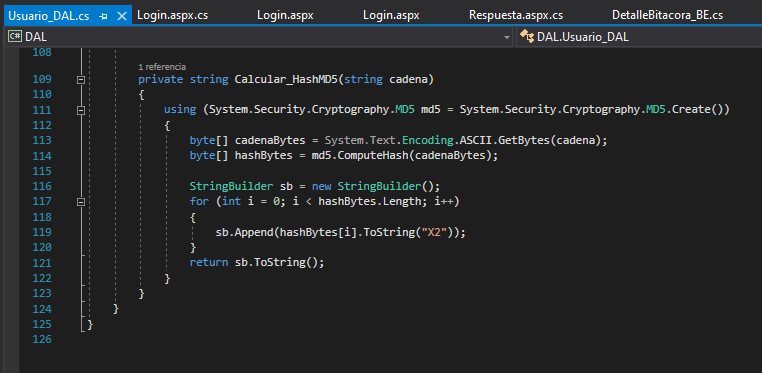 Usuario_DAL.cs Login.aspx.cs Login.aspx Login.aspx Respuesta.aspx.cs DetalleBitacora_BE.cs
C# DAL DAL.Usuario_DAL
108
1 referencia
109 private string Calcular_HashMD5(string cadena)
110 {
111 using (System.Security.Cryptography.MD5 md5 = System.Security.Cryptography.MD5.Create())
112 {
113 byte[] cadenaBytes = System.Text.Encoding.ASCII.GetBytes(cadena);
114 byte[] hashBytes = md5.ComputeHash(cadenaBytes);
115
116 StringBuilder sb = new StringBuilder();
117 for (int i = 0; i < hashBytes.Length; i++)
118 {
119 sb.Append(hashBytes[i].ToString("X2"));
120 }
121 return sb.ToString();
122 }
123 }
124 }
125 }
126